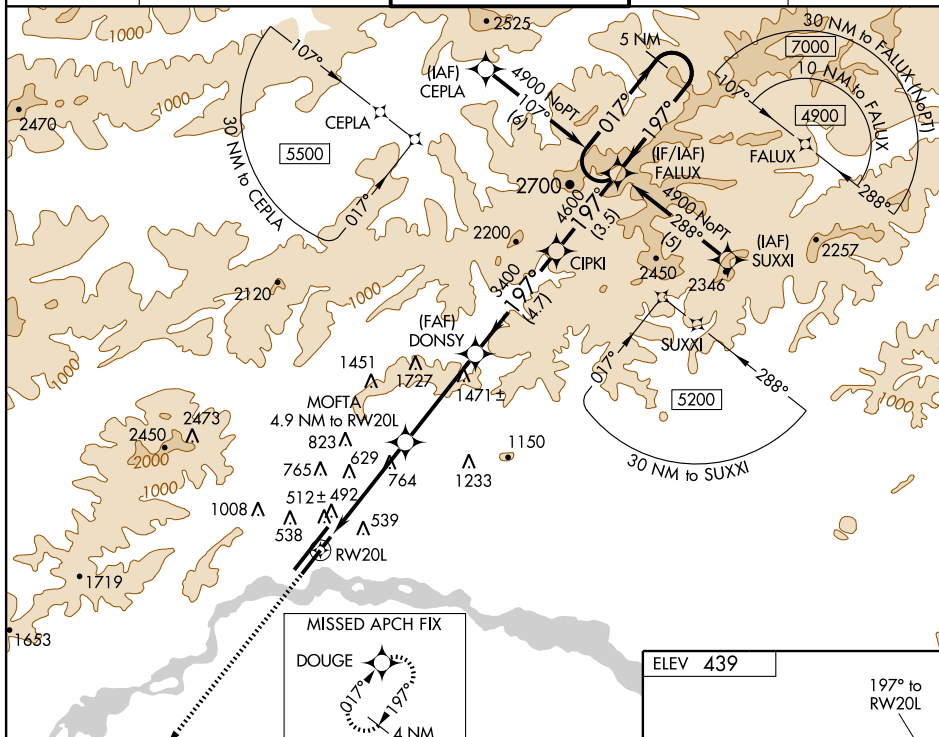 1000
2525
30 NM to FALUX (NoPT)
7000
10 NM to FALUX
4900
107°
FALUX
288°
5 NM
(IAF)
CEPLA
4900 NoPT
107°
(6)
017°
197°
107°
1000
2470
CEPLA
5500
30 NM to CEPLA
017°
(IF/IAF)
FALUX
2700
4600
197°
(3.5)
4900 NoPT
288°
(5)
(IAF)
SUXXI
2257
2200
CIPKI
2450
2346
2120
1000
3400
197°
(4.7)
(FAF)
DONSY
SUXXI
017°
288°
5200
30 NM to SUXXI
1000
1000
1451
1727
1471±
MOFTA
4.9 NM to RW20L
2473
2450
2000
823
629
764
1150
1233
765
1000
1008
512±
492
538
539
RW20L
1719
1653
MISSED APCH FIX
DOUGE
017°
197°
4 NM
ELEV 439
197° to
RW20L